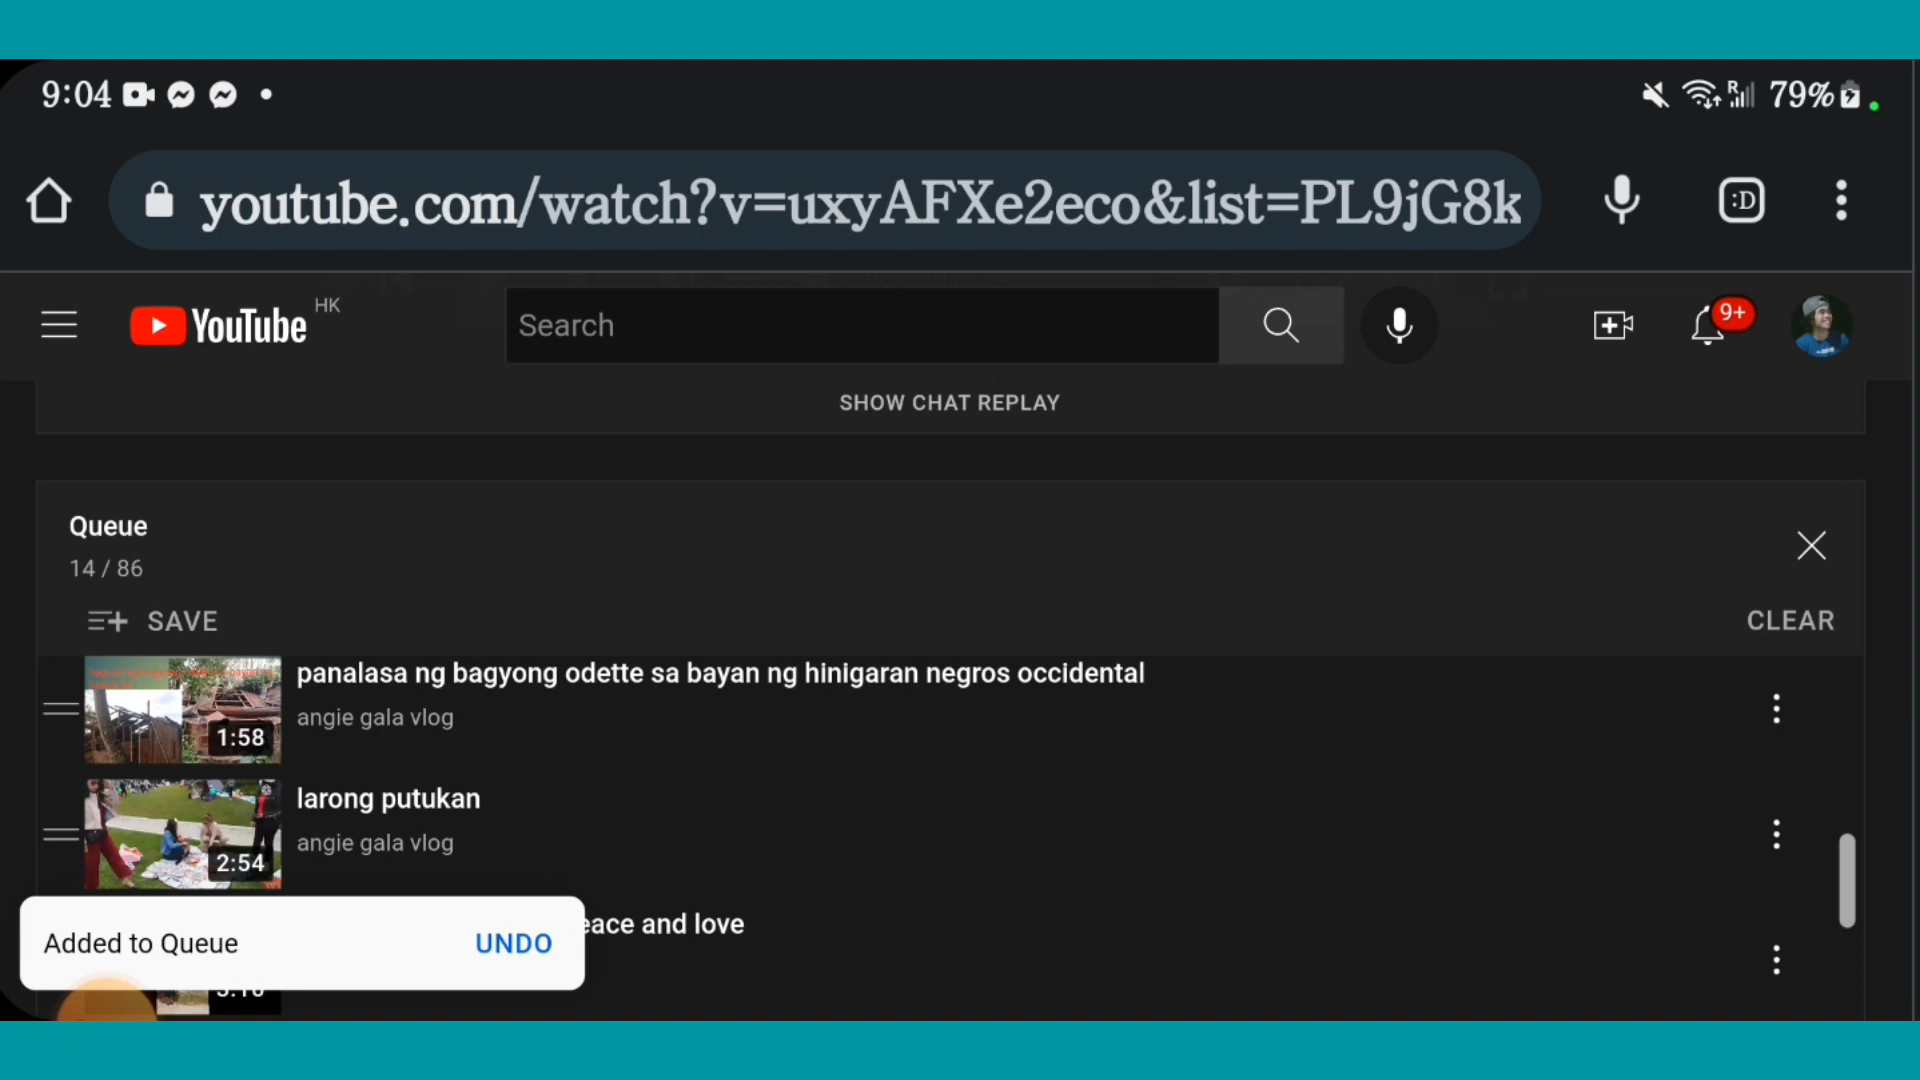 9:04
R 79%
youtube.com/watch?v=uxyAFXe2eco&list=PL9jG8k
:D
YouTube HK
Search
9+
SHOW CHAT REPLAY
Queue
14 / 86
SAVE
CLEAR
panalasa ng bagyong odette sa bayan ng hinigaran negros occidental
angie gala vlog
1:58
larong putukan
angie gala vlog
2:54
and love
Added to Queue
UNDO